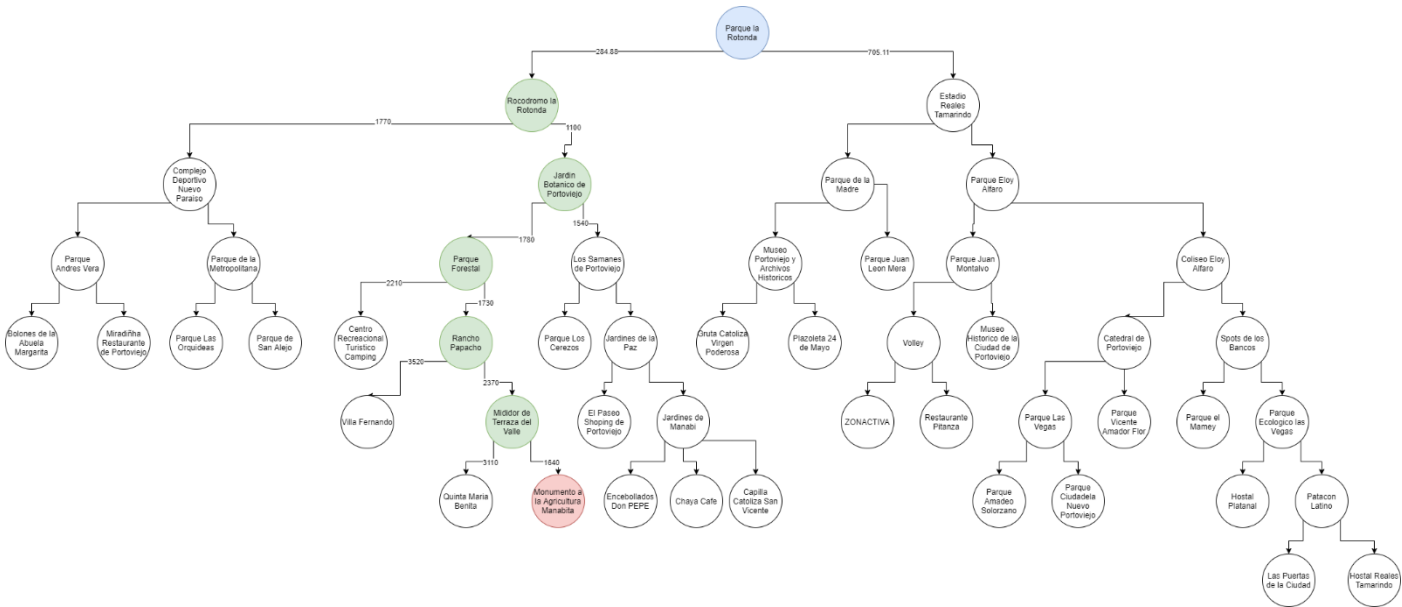 Parque la
Rotonda
284.88
705.11
Rocodromo la
Rotonda
Estadio
Reales
Tamarindo
1770
1100
Complejo
Deportivo
Nuevo
Paraiso
Jardin
Botanico de
Portoviejo
Parque de la
Madre
Parque Eloy
Alfaro
1780
1540
Parque
Andres Vera
Parque de la
Metropolitana
Parque
Forestal
Los Samanes
de Portoviejo
Museo
Portoviejo y
Archivos
Historicos
Parque Juan
Leon Mera
Parque Juan
Montalvo
Coliseo Eloy
Alfaro
2210
1730
Bolones de la
Abuela
Margarita
Miradiñha
Restaurante
de Portoviejo
Parque Las
Orquideas
Parque de
San Alejo
Centro
Recreacional
Turistico
Camping
Rancho
Papacho
Parque Los
Cerezos
Jardines de la
Paz
Gruta Catoliza
Virgen
Poderosa
Plazoleta 24
de Mayo
Volley
Museo
Historico de la
Ciudad de
Portoviejo
Catedral de
Portoviejo
Spots de los
Bancos
3520
2370
Villa Fernando
Mididor de
Terraza del
Valle
El Paseo
Shoping de
Portoviejo
Jardines de
Manabi
ZONACTIVA
Restaurante
Pitanza
Parque Las
Vegas
Parque
Vicente
Amador Flor
Parque el
Mamey
Parque
Ecologico las
Vegas
3110
1640
Quinta Maria
Benita
Monumento a
la Agricultura
Manabita
Encebollados
Don PEPE
Chaya Cafe
Capilla
Catoliza San
Vicente
Parque
Amadeo
Solorzano
Parque
Ciudadela
Nuevo
Portoviejo
Hostal
Platanal
Patacon
Latino
Las Puertas
de la Ciudad
Hostal Reales
Tamarindo